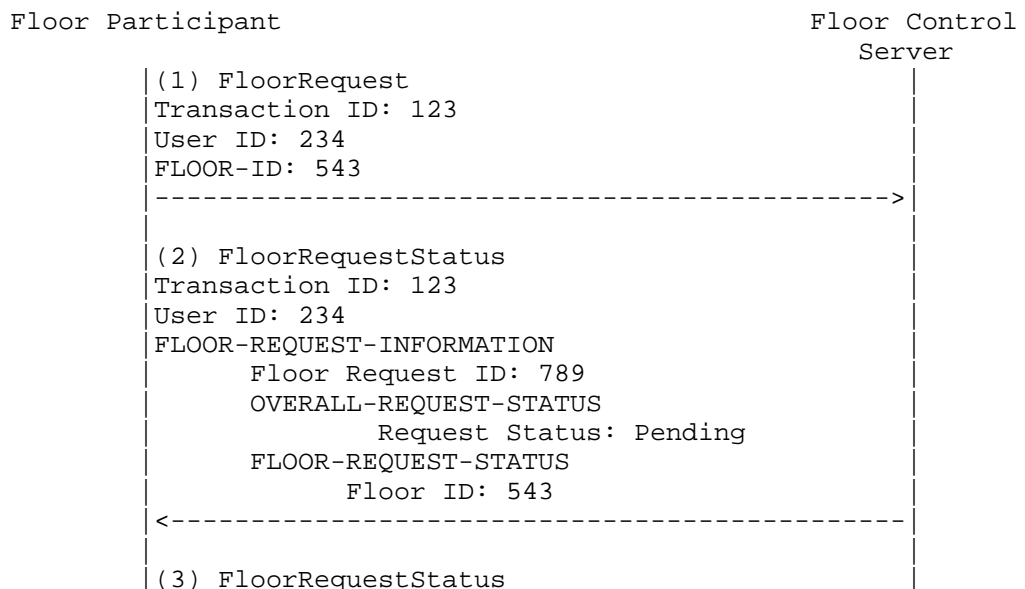 Floor Participant                                 Floor Control
                                                     Server
        |(1) FloorRequest                               |
        |Transaction ID: 123                            |
        |User ID: 234                                   |
        |FLOOR-ID: 543                                  |
        |---------------------------------------------->|
        |                                               |
        |(2) FloorRequestStatus                         |
        |Transaction ID: 123                            |
        |User ID: 234                                   |
        |FLOOR-REQUEST-INFORMATION                      |
        |      Floor Request ID: 789                    |
        |      OVERALL-REQUEST-STATUS                   |
        |              Request Status: Pending          |
        |      FLOOR-REQUEST-STATUS                     |
        |            Floor ID: 543                      |
        |<----------------------------------------------|
        |                                               |
        |(3) FloorRequestStatus                         |